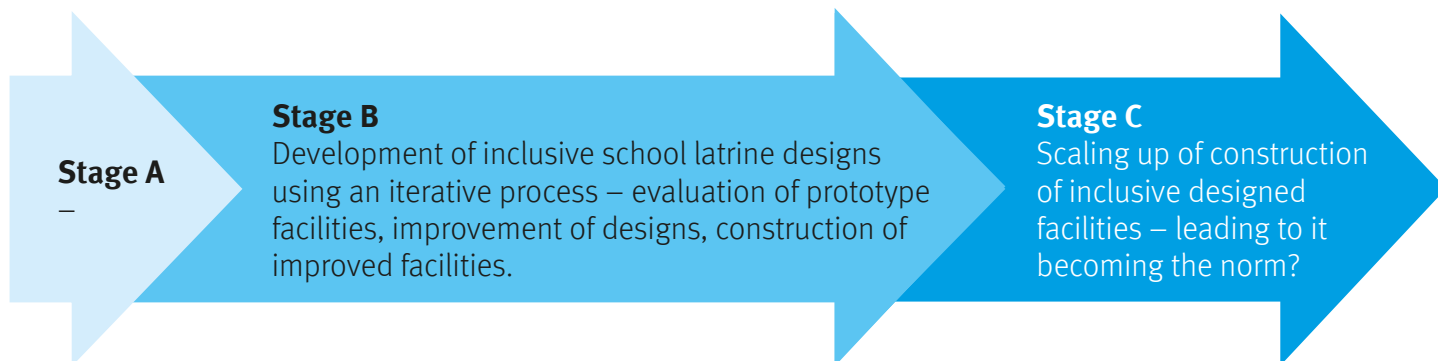 Stage A
–
Stage B
Development of inclusive school latrine designs
using an iterative process – evaluation of prototype
facilities, improvement of designs, construction of
improved facilities.
Stage C
Scaling up of construction
of inclusive designed
facilities – leading to it
becoming the norm?